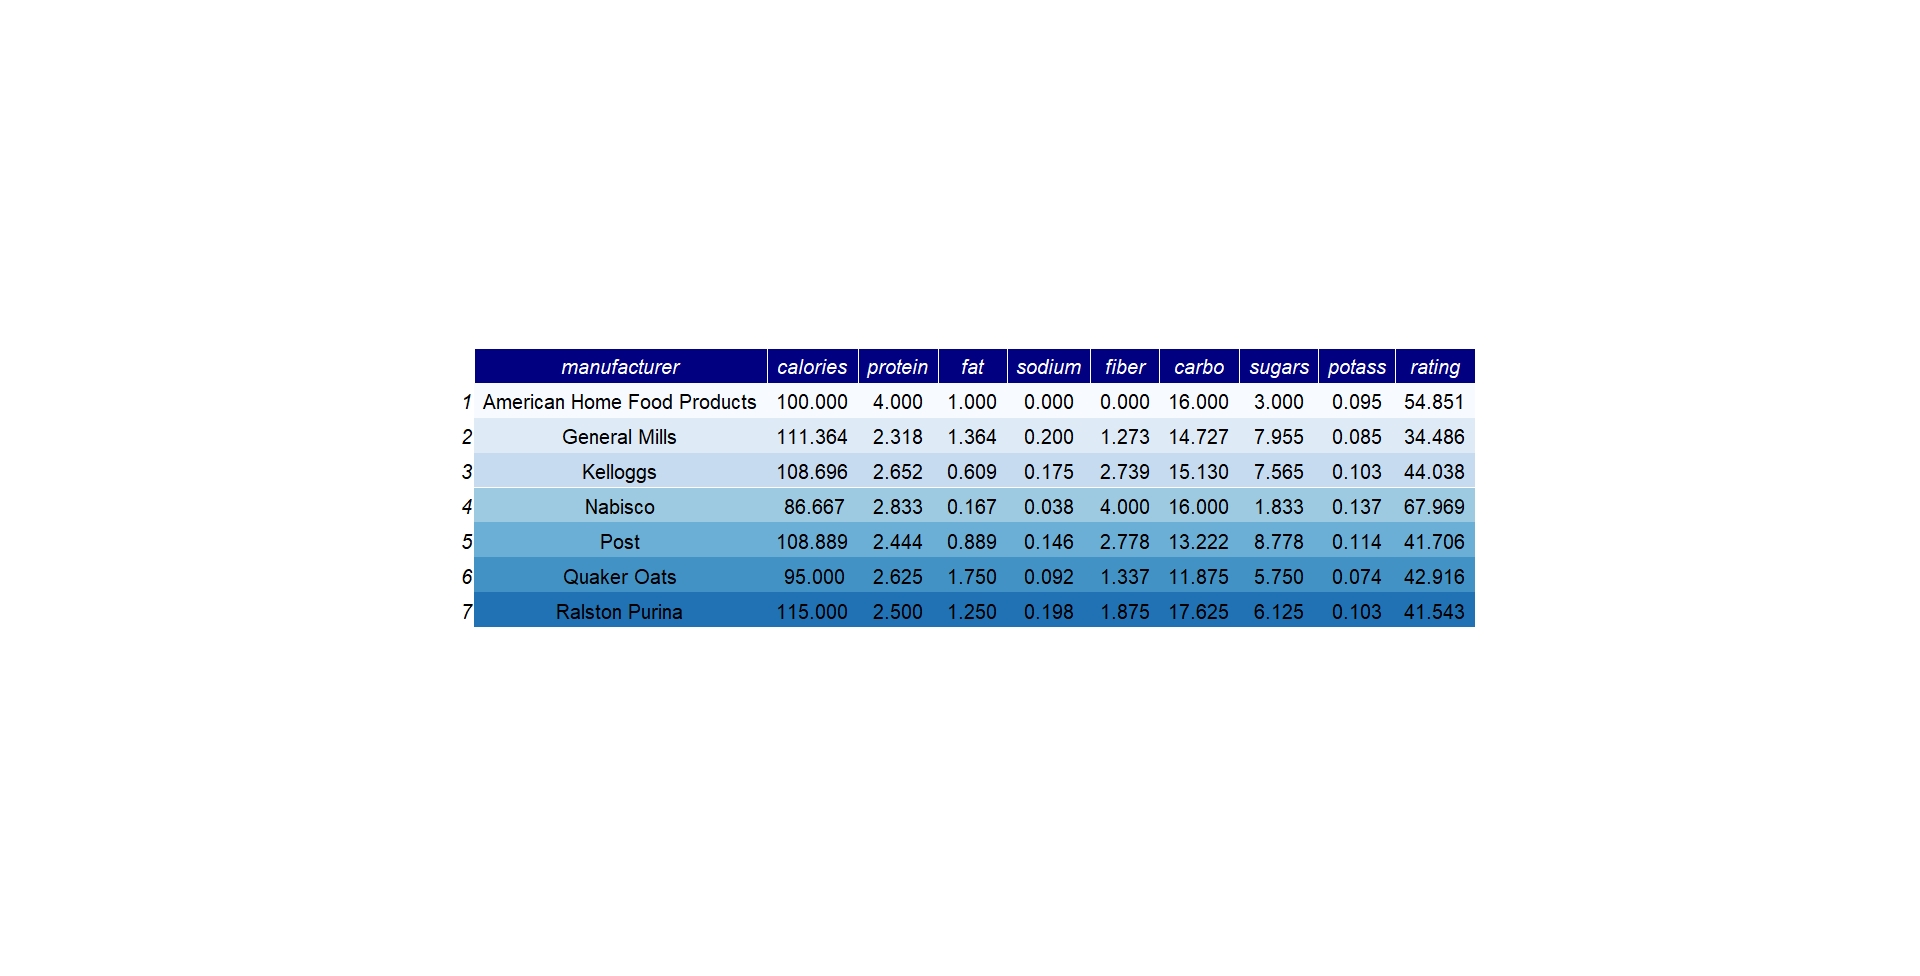 manufacturer calories protein fat sodium fiber carbo sugars potass rating
1 American Home Food Products 100.000 4.000 1.000 0.000 0.000 16.000 3.000 0.095 54.851
2 General Mills 111.364 2.318 1.364 0.200 1.273 14.727 7.955 0.085 34.486
3 Kelloggs 108.696 2.652 0.609 0.175 2.739 15.130 7.565 0.103 44.038
4 Nabisco 86.667 2.833 0.167 0.038 4.000 16.000 1.833 0.137 67.969
5 Post 108.889 2.444 0.889 0.146 2.778 13.222 8.778 0.114 41.706
6 Quaker Oats 95.000 2.625 1.750 0.092 1.337 11.875 5.750 0.074 42.916
7 Ralston Purina 115.000 2.500 1.250 0.198 1.875 17.625 6.125 0.103 41.543